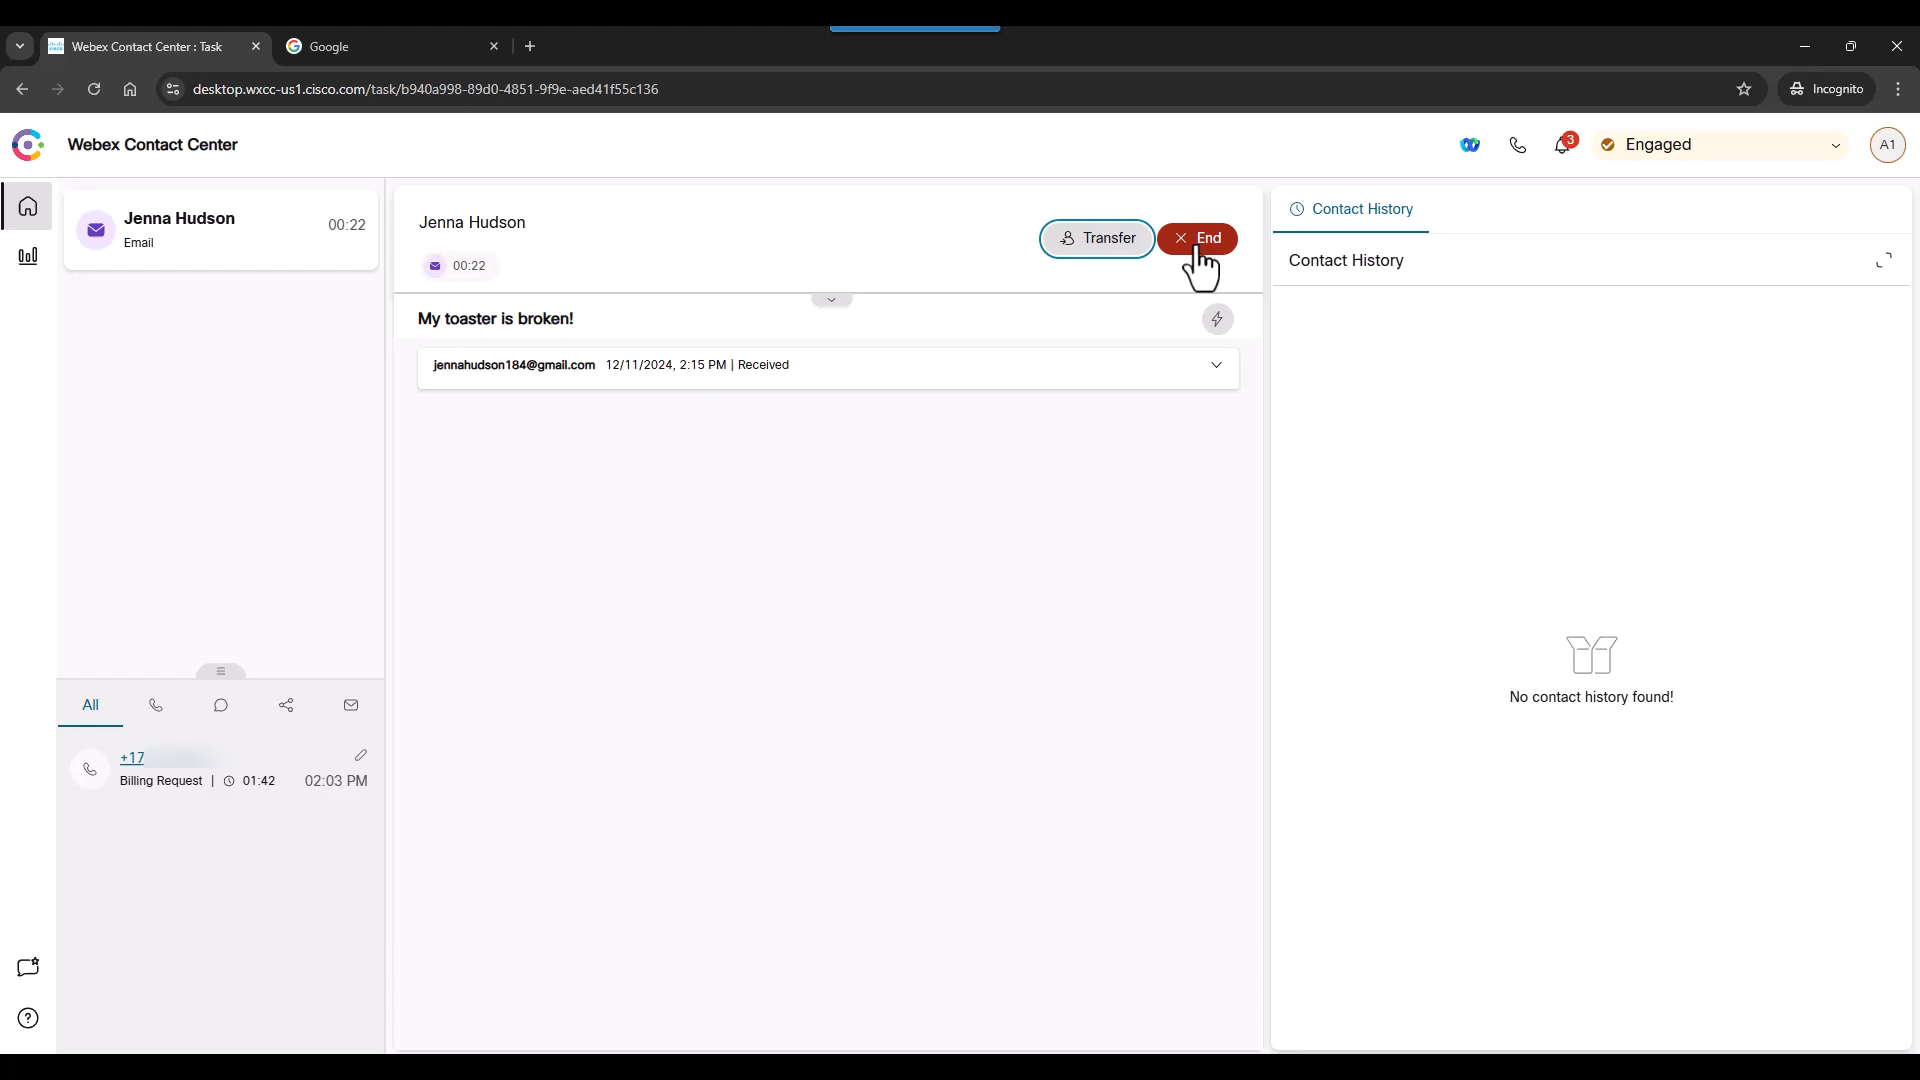 Webex Contact Center : Task
Google
desktop.wxcc-us1.cisco.com/task/b940a998-89d0-4851-9f9e-aed41f55c136
Incognito
Webex Contact Center
3
Engaged
A1
Jenna Hudson
00:22
Email
Jenna Hudson
00:22
Transfer
End
My toaster is broken!
jennahudson184@gmail.com 12/11/2024, 2:15 PM | Received
Contact History
Contact History
No contact history found!
All
+17
Billing Request | 01:42 02:03 PM